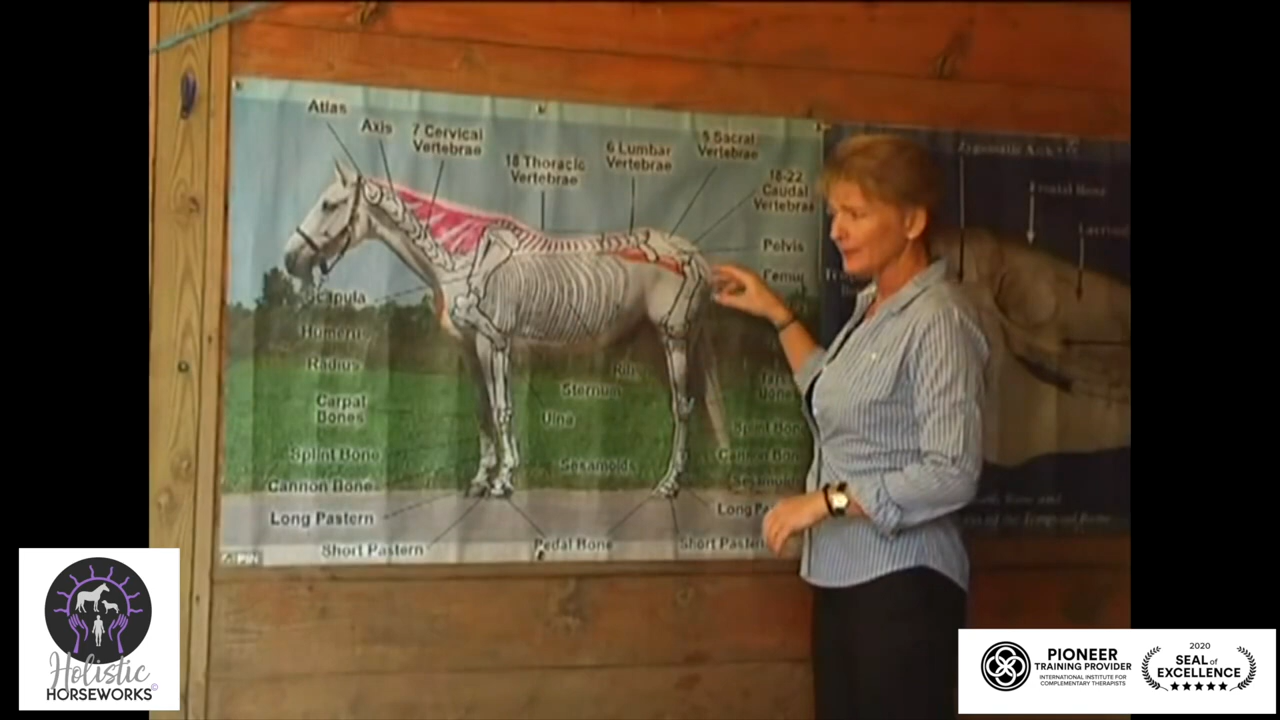 Atlas
Axis
7 Cervical
Vertebrae
18 Thoracic
Vertebrae
6 Lumbar
Vertebrae
5 Sacral
Vertebrae
18-22
Caudal
Vertebrae
Pelvis
Femur
Scapula
Humerus
Radius
Carpat
Bones
Splint Bone
Cannon Bone
Long Pastern
Short Pastern
Ribs
Sternum
Ulna
Sesamoids
Pedal Bone
Splint Bone
Cannon Bone
Sesamoids
Long Pa
Short Pastern
Frontal Bone
Holistic
HORSEWORKS©
PIONEER
TRAINING PROVIDER
INTERNATIONAL INSTITUTE FOR
COMPLEMENTARY THERAPISTS
2020
SEAL of
EXCELLENCE